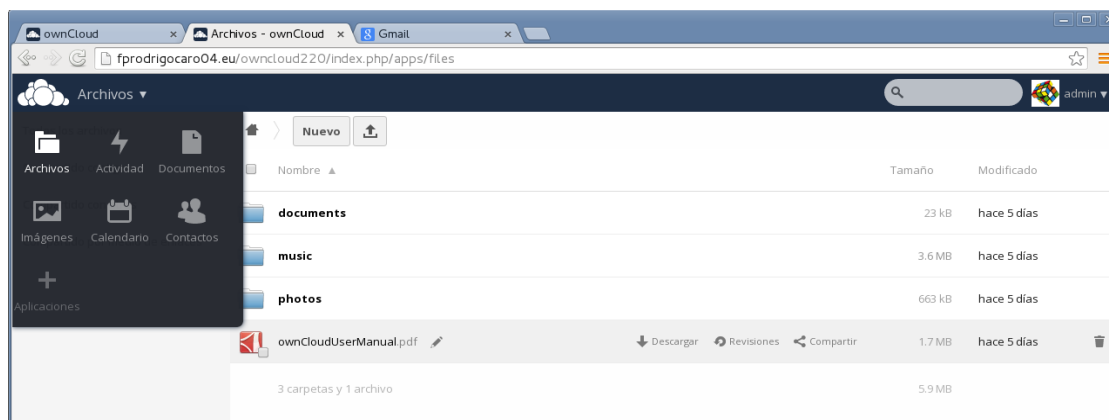 ownCloud
Archivos - ownCloud
Gmail
fprodrigocaro04.eu/owncloud220/index.php/apps/files
Archivos
admin
Archivos
Actividad
Documentos
Imágenes
Calendario
Contactos
Aplicaciones
Nuevo
Nombre
Tamaño
Modificado
documents
23 kB
hace 5 días
music
3.6 MB
hace 5 días
photos
663 kB
hace 5 días
ownCloudUserManual.pdf
Descargar
Revisiones
Compartir
1.7 MB
hace 5 días
3 carpetas y 1 archivo
5.9 MB